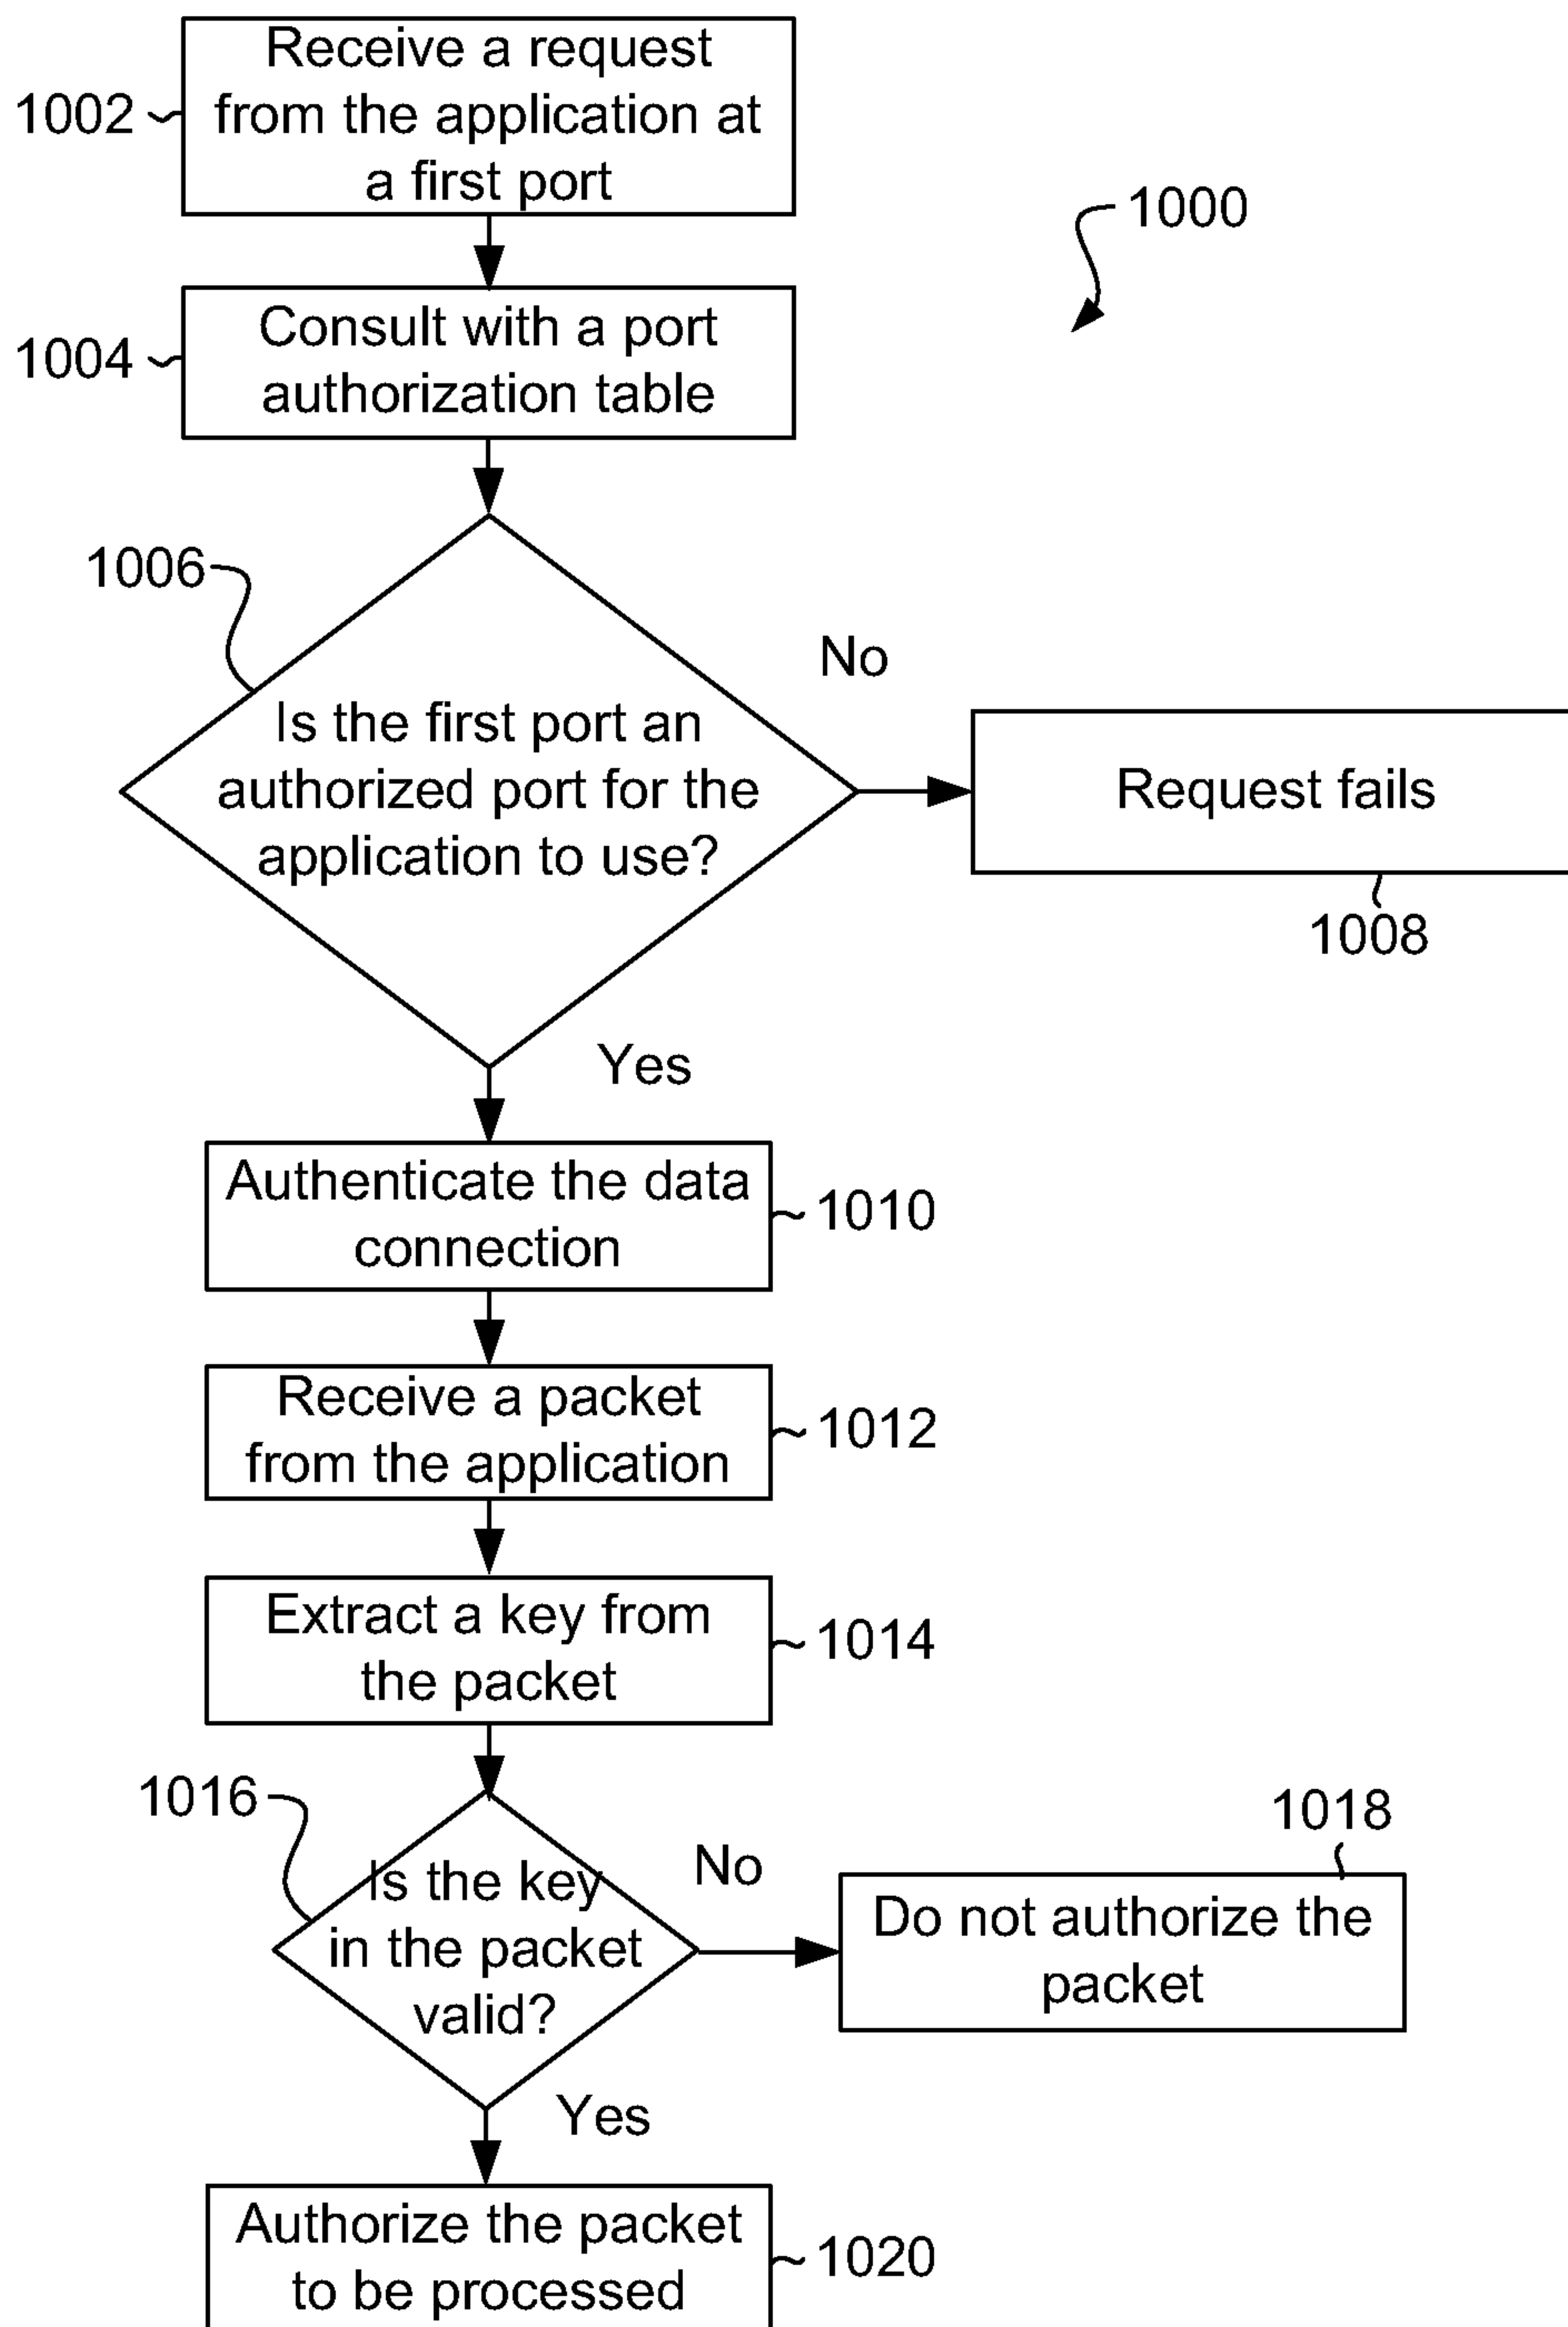 Receive a request
from the application at
a first port
1002
1000
Consult with a port
authorization table
1004
1006
Is the first port an
authorized port for the
application to use?
No
Request fails
1008
Yes
Authenticate the data
connection
1010
Receive a packet
from the application
1012
Extract a key from
the packet
1014
1016
Is the key
in the packet
valid?
No
1018
Do not authorize the
packet
Yes
Authorize the packet
to be processed
1020